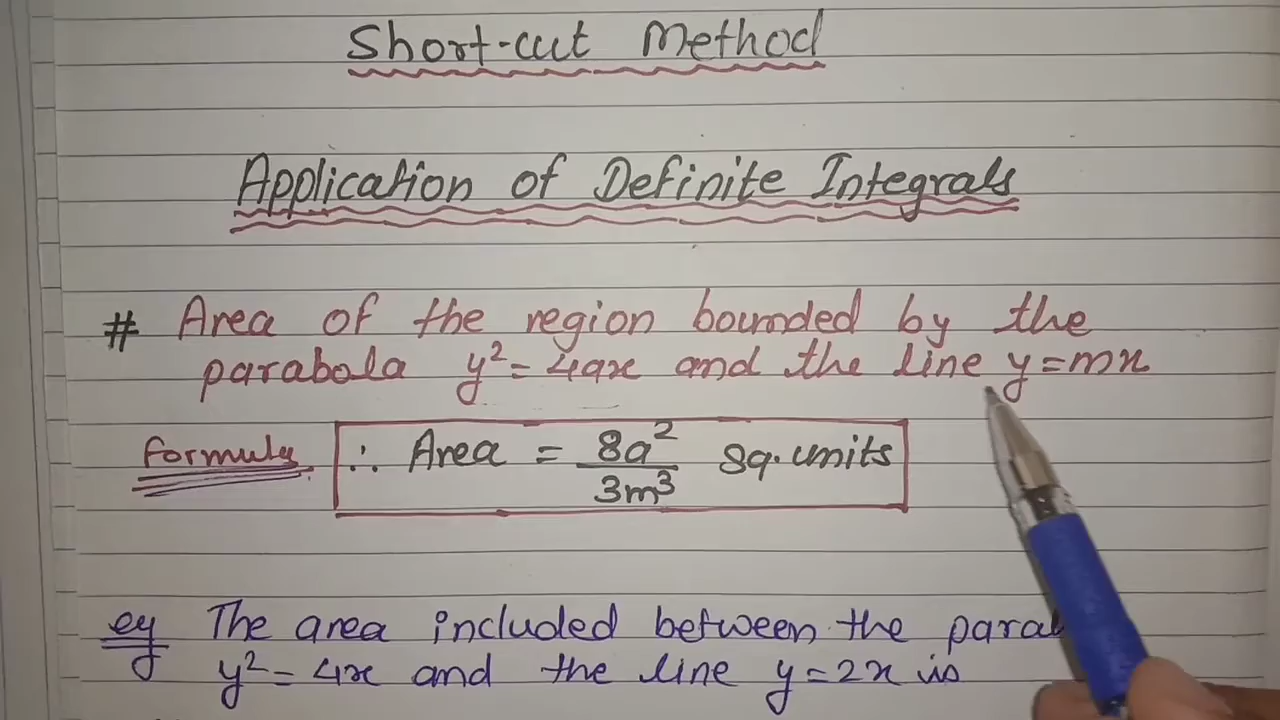 Short-cut Method
Application of Definite Integrals
# Area of the region bounded by the
parabola y² = 4ax and the line y=mx
Formula ∴ Area = 8a²/3m³ sq. units
eg The area included between the
y² = 4x and the line y=2x is